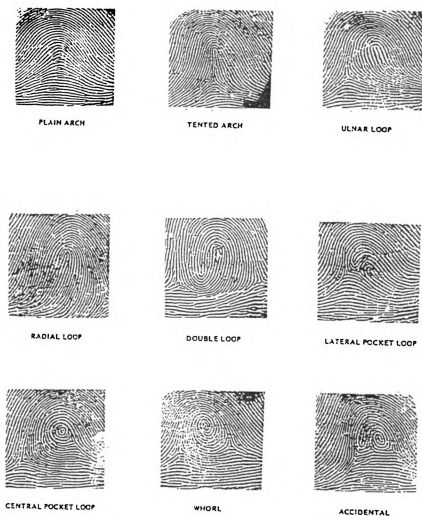 PLAIN ARCH
TENTED ARCH
ULNAR LOOP
RADIAL LOOP
DOUBLE LOOP
LATERAL POCKET LOOP
CENTRAL POCKET LOOP
WHORL
ACCIDENTAL